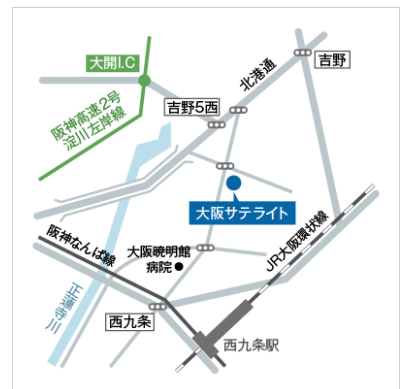 大開I.C
吉野
北港通
阪神高速2号
淀川左岸線
吉野5西
大阪サテライト
阪神なんば線
大阪暁明館
病院
JR大阪環状線
正蓮寺川
西九条
西九条駅